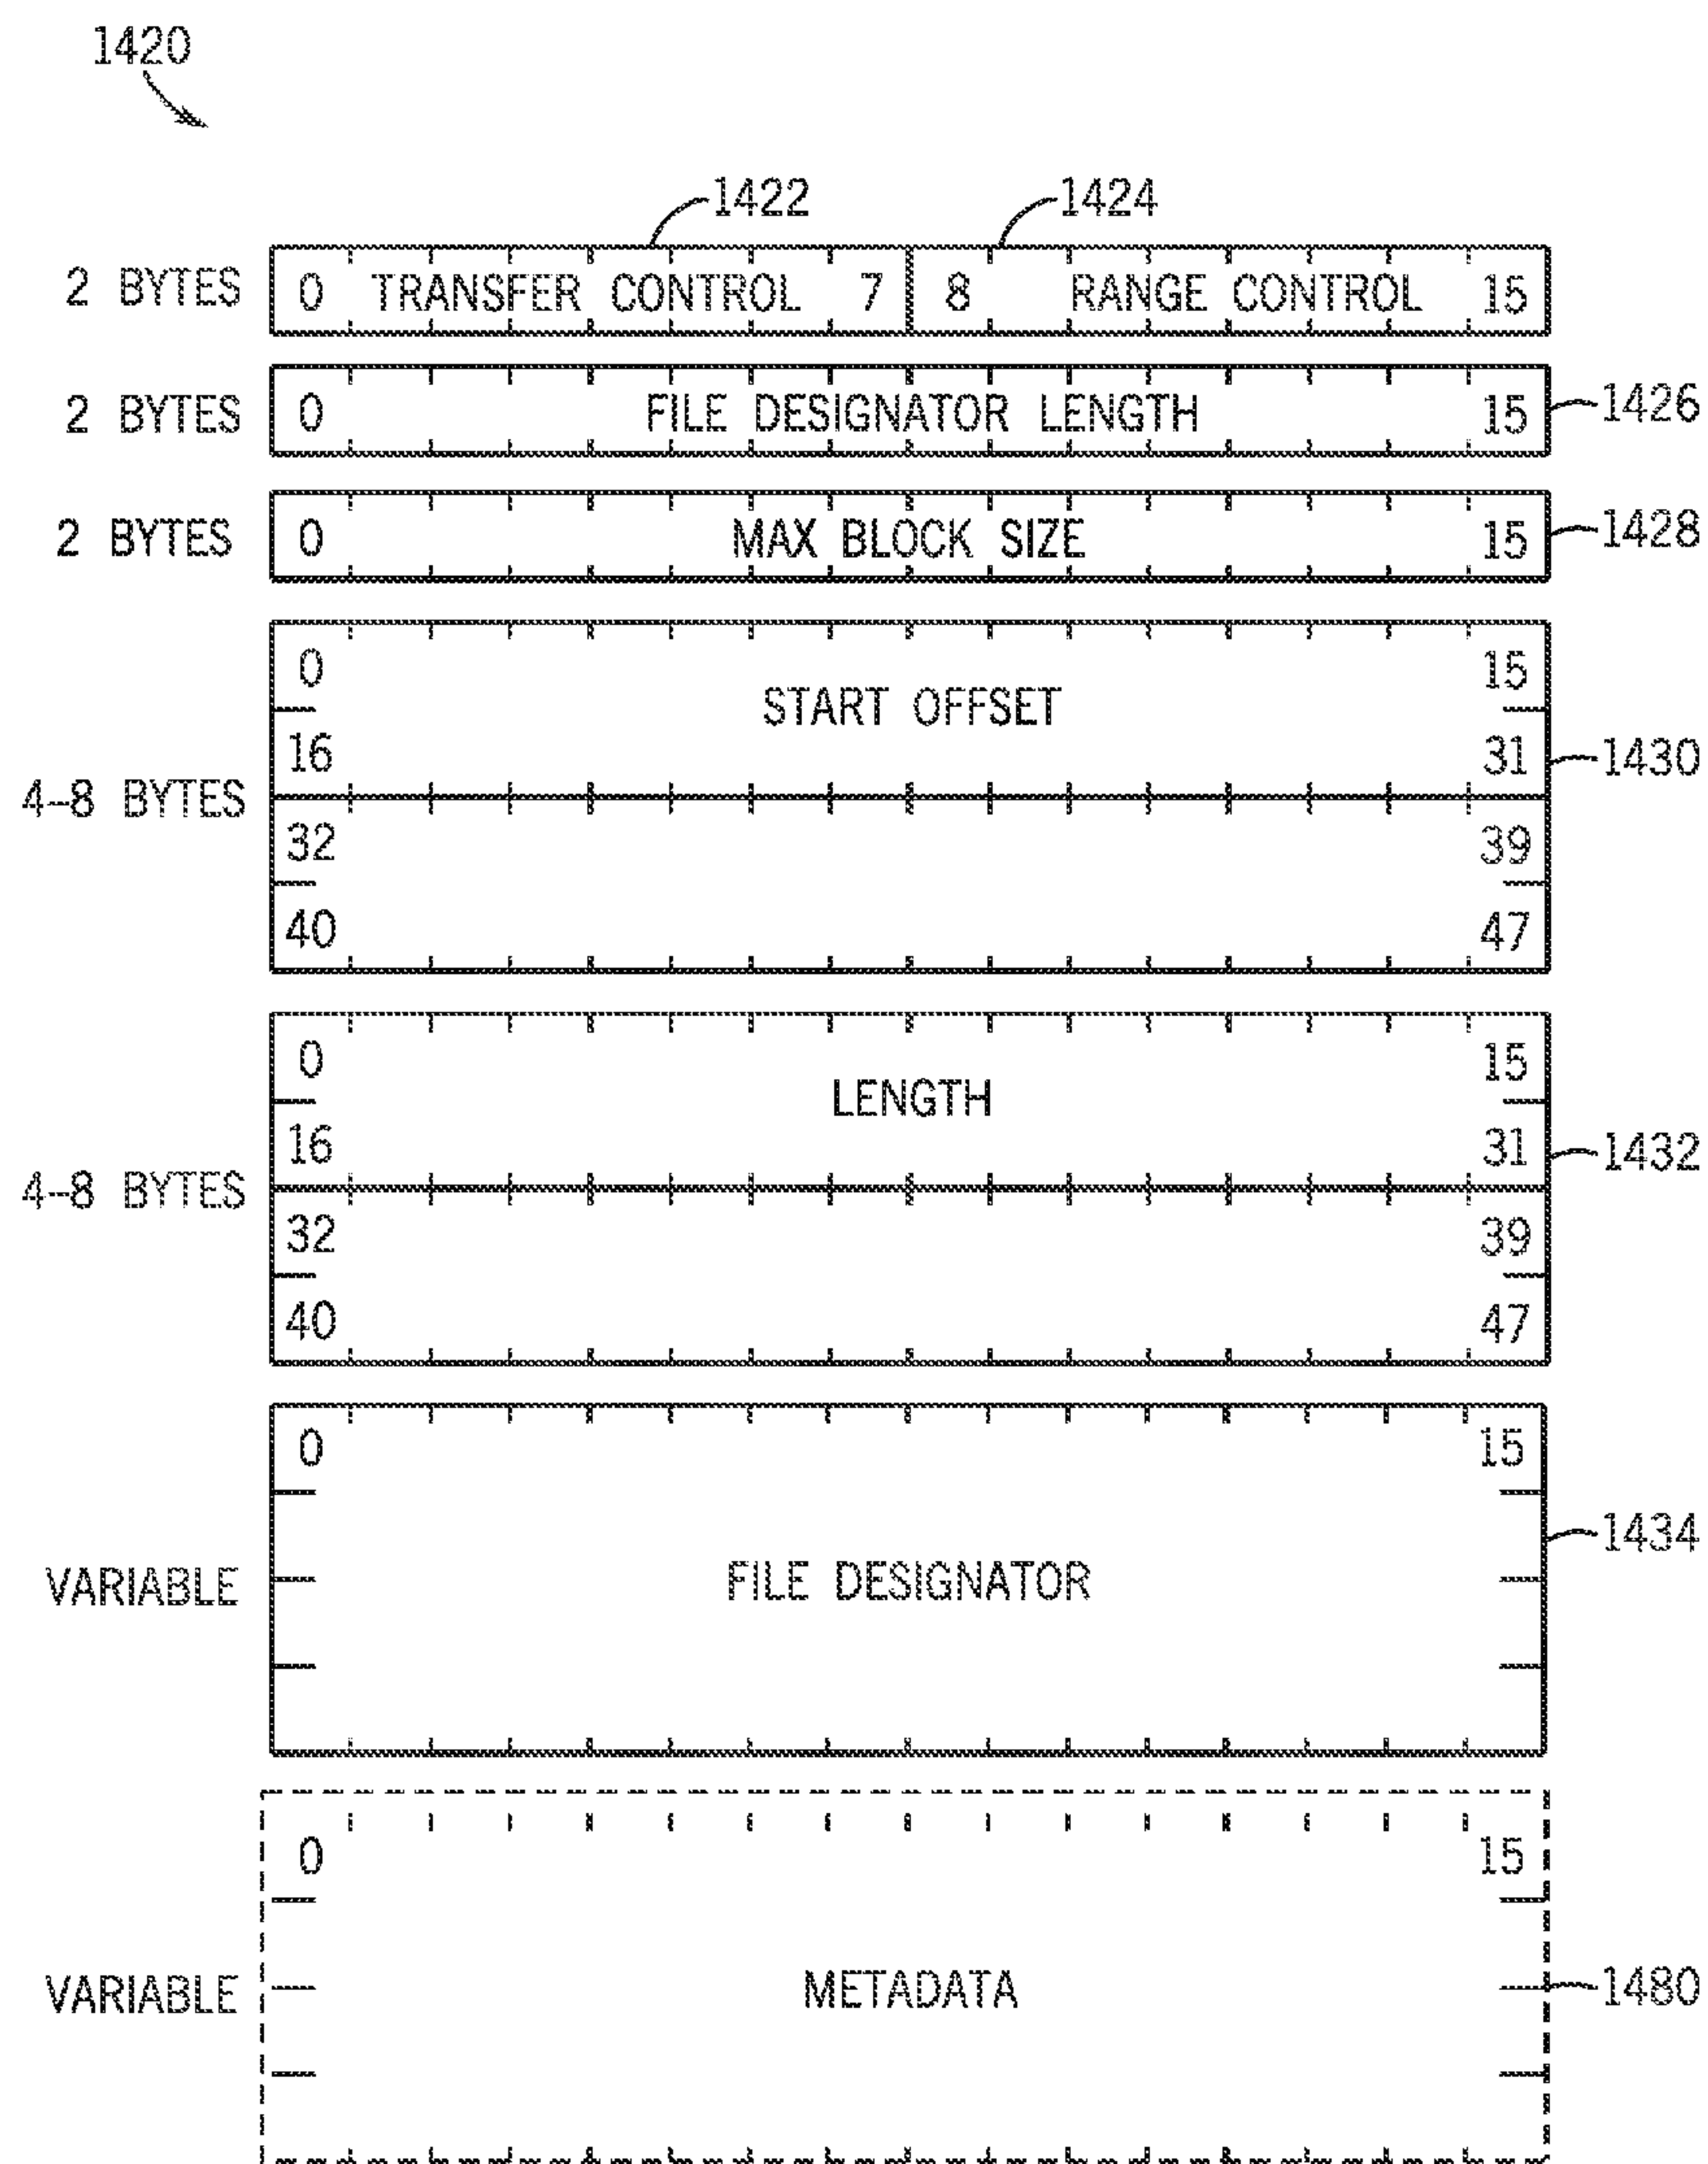 1420
1422 1424
2 BYTES 0 TRANSFER CONTROL 7 8 RANGE CONTROL 15
2 BYTES 0 FILE DESIGNATOR LENGTH 15 1426
2 BYTES 0 MAX BLOCK SIZE 15 1428
0 15
START OFFSET
16 31 1430
4-8 BYTES
32 39
40 47
0 15
LENGTH
16 31 1432
4-8 BYTES
32 39
40 47
0 15
1434
VARIABLE FILE DESIGNATOR
0 15
VARIABLE METADATA 1480